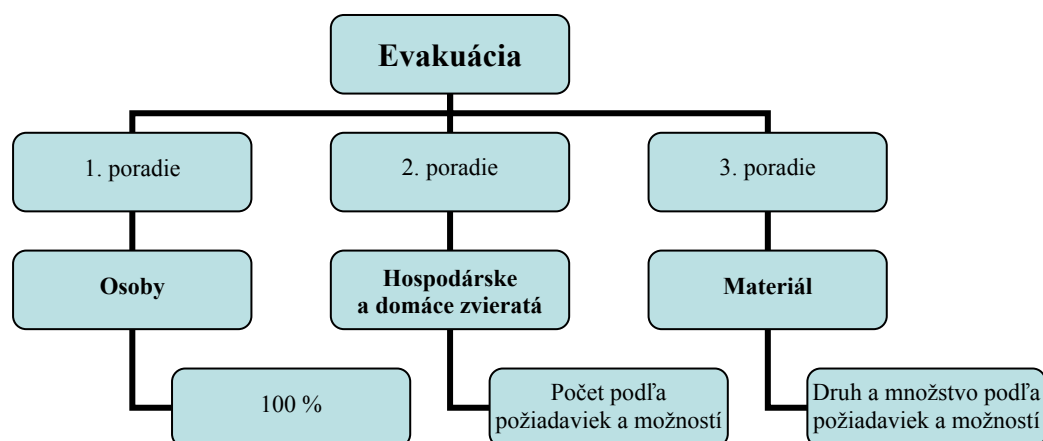 Evakuácia
1. poradie
2. poradie
3. poradie
Osoby
Hospodárske
a domáce zvieratá
Materiál
100 %
Počet podľa
požiadaviek a možností
Druh a množstvo podľa
požiadaviek a možností